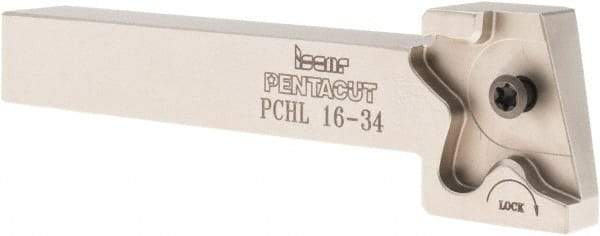 iscar
PENTACUT
PCHL 16-34
LOCK